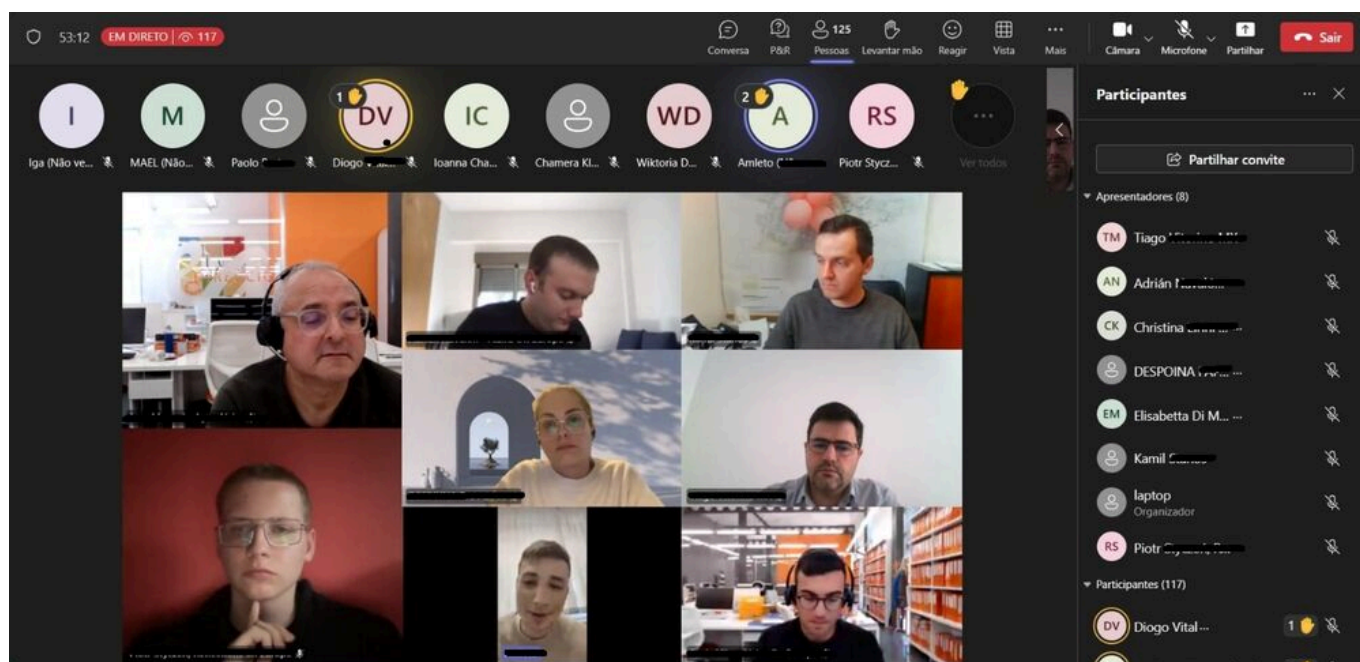 53:12 EM DIRETO | 117
Conversa P&R 125 Pessoas Levantar mão Reagir Vista Mais Câmara Microfone Partilhar Sair
I M 1 DV IC WD 2 A RS
Iga (Não ve... MAEL (Não... Paolo Diogo Ioanna Cha... Chamera Kl... Wiktoria D... Amleto Piotr Stycz... Ver todos
Participantes
Partilhar convite
Apresentadores (8)
TM Tiago
AN Adrián
CK Christina
DESPOINA
EM Elisabetta Di M... ...
Kamil
laptop
Organizador
RS Piotr
Participantes (117)
DV Diogo Vital ... 1